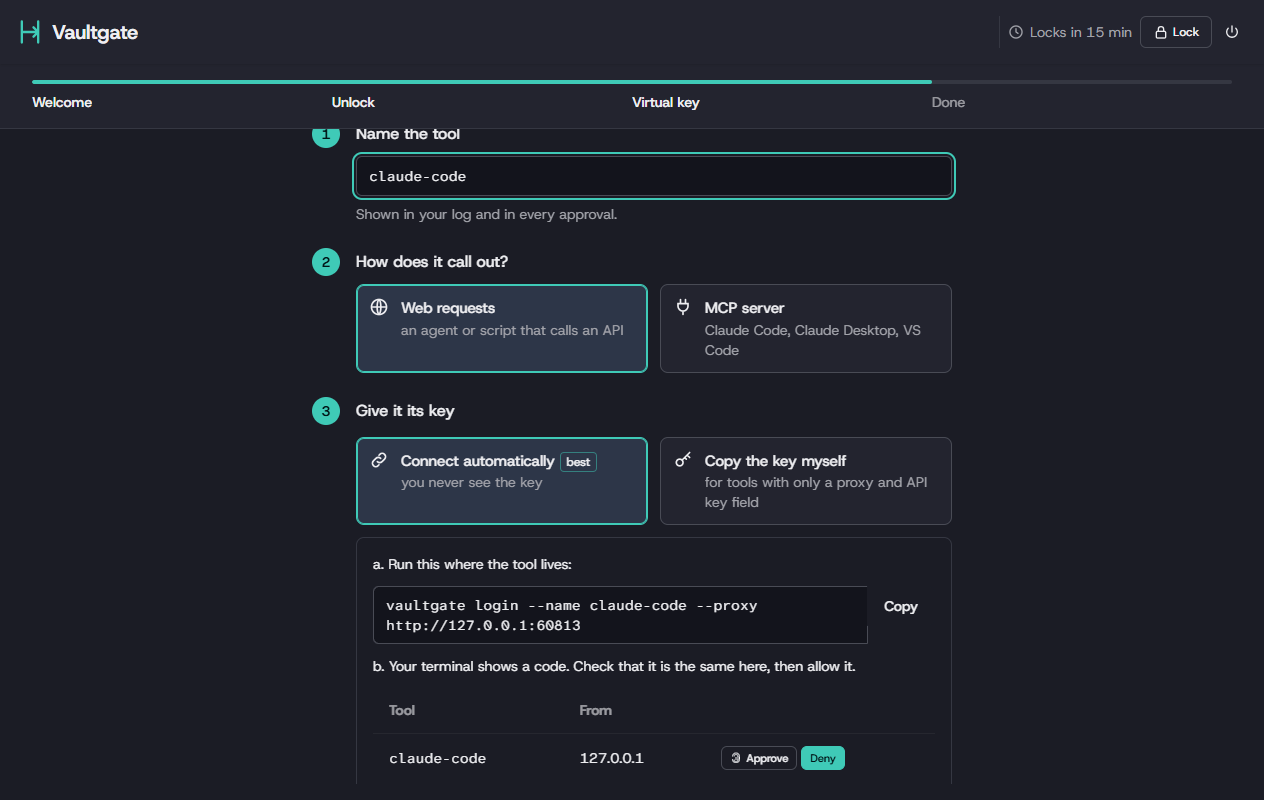 Vaultgate
Locks in 15 min
Lock
Welcome
Unlock
Virtual key
Done
1
Name the tool
claude-code
Shown in your log and in every approval.
2
How does it call out?
Web requests
an agent or script that calls an API
MCP server
Claude Code, Claude Desktop, VS
Code
3
Give it its key
Connect automatically best
you never see the key
Copy the key myself
for tools with only a proxy and API
key field
a. Run this where the tool lives:
vaultgate login --name claude-code --proxy
http://127.0.0.1:60813
Copy
b. Your terminal shows a code. Check that it is the same here, then allow it.
Tool
From
claude-code
127.0.0.1
Approve
Deny